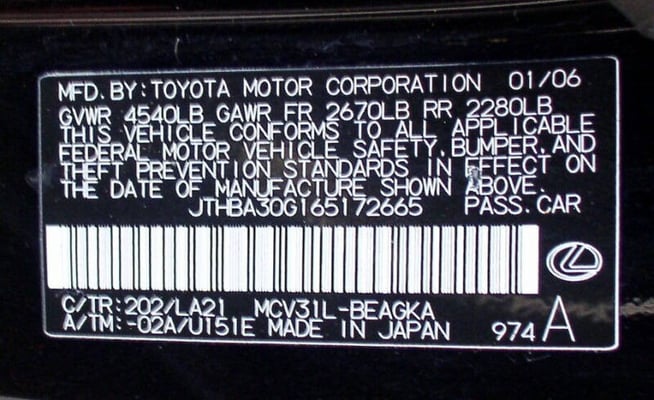 MFD. BY: TOYOTA MOTOR CORPORATION 01/06
GVWR 4540LB GAWR FR 2670LB RR 2280LB
THIS VEHICLE CONFORMS TO ALL APPLICABLE
FEDERAL MOTOR VEHICLE SAFETY, BUMPER, AND
THEFT PREVENTION STANDARDS IN EFFECT ON
THE DATE OF MANUFACTURE SHOWN ABOVE.
JTHBA30G165172665 PASS. CAR
C/TR: 202/LA21 MCV31L-BEAGKA
A/TM: -02A/U151E MADE IN JAPAN 974 A